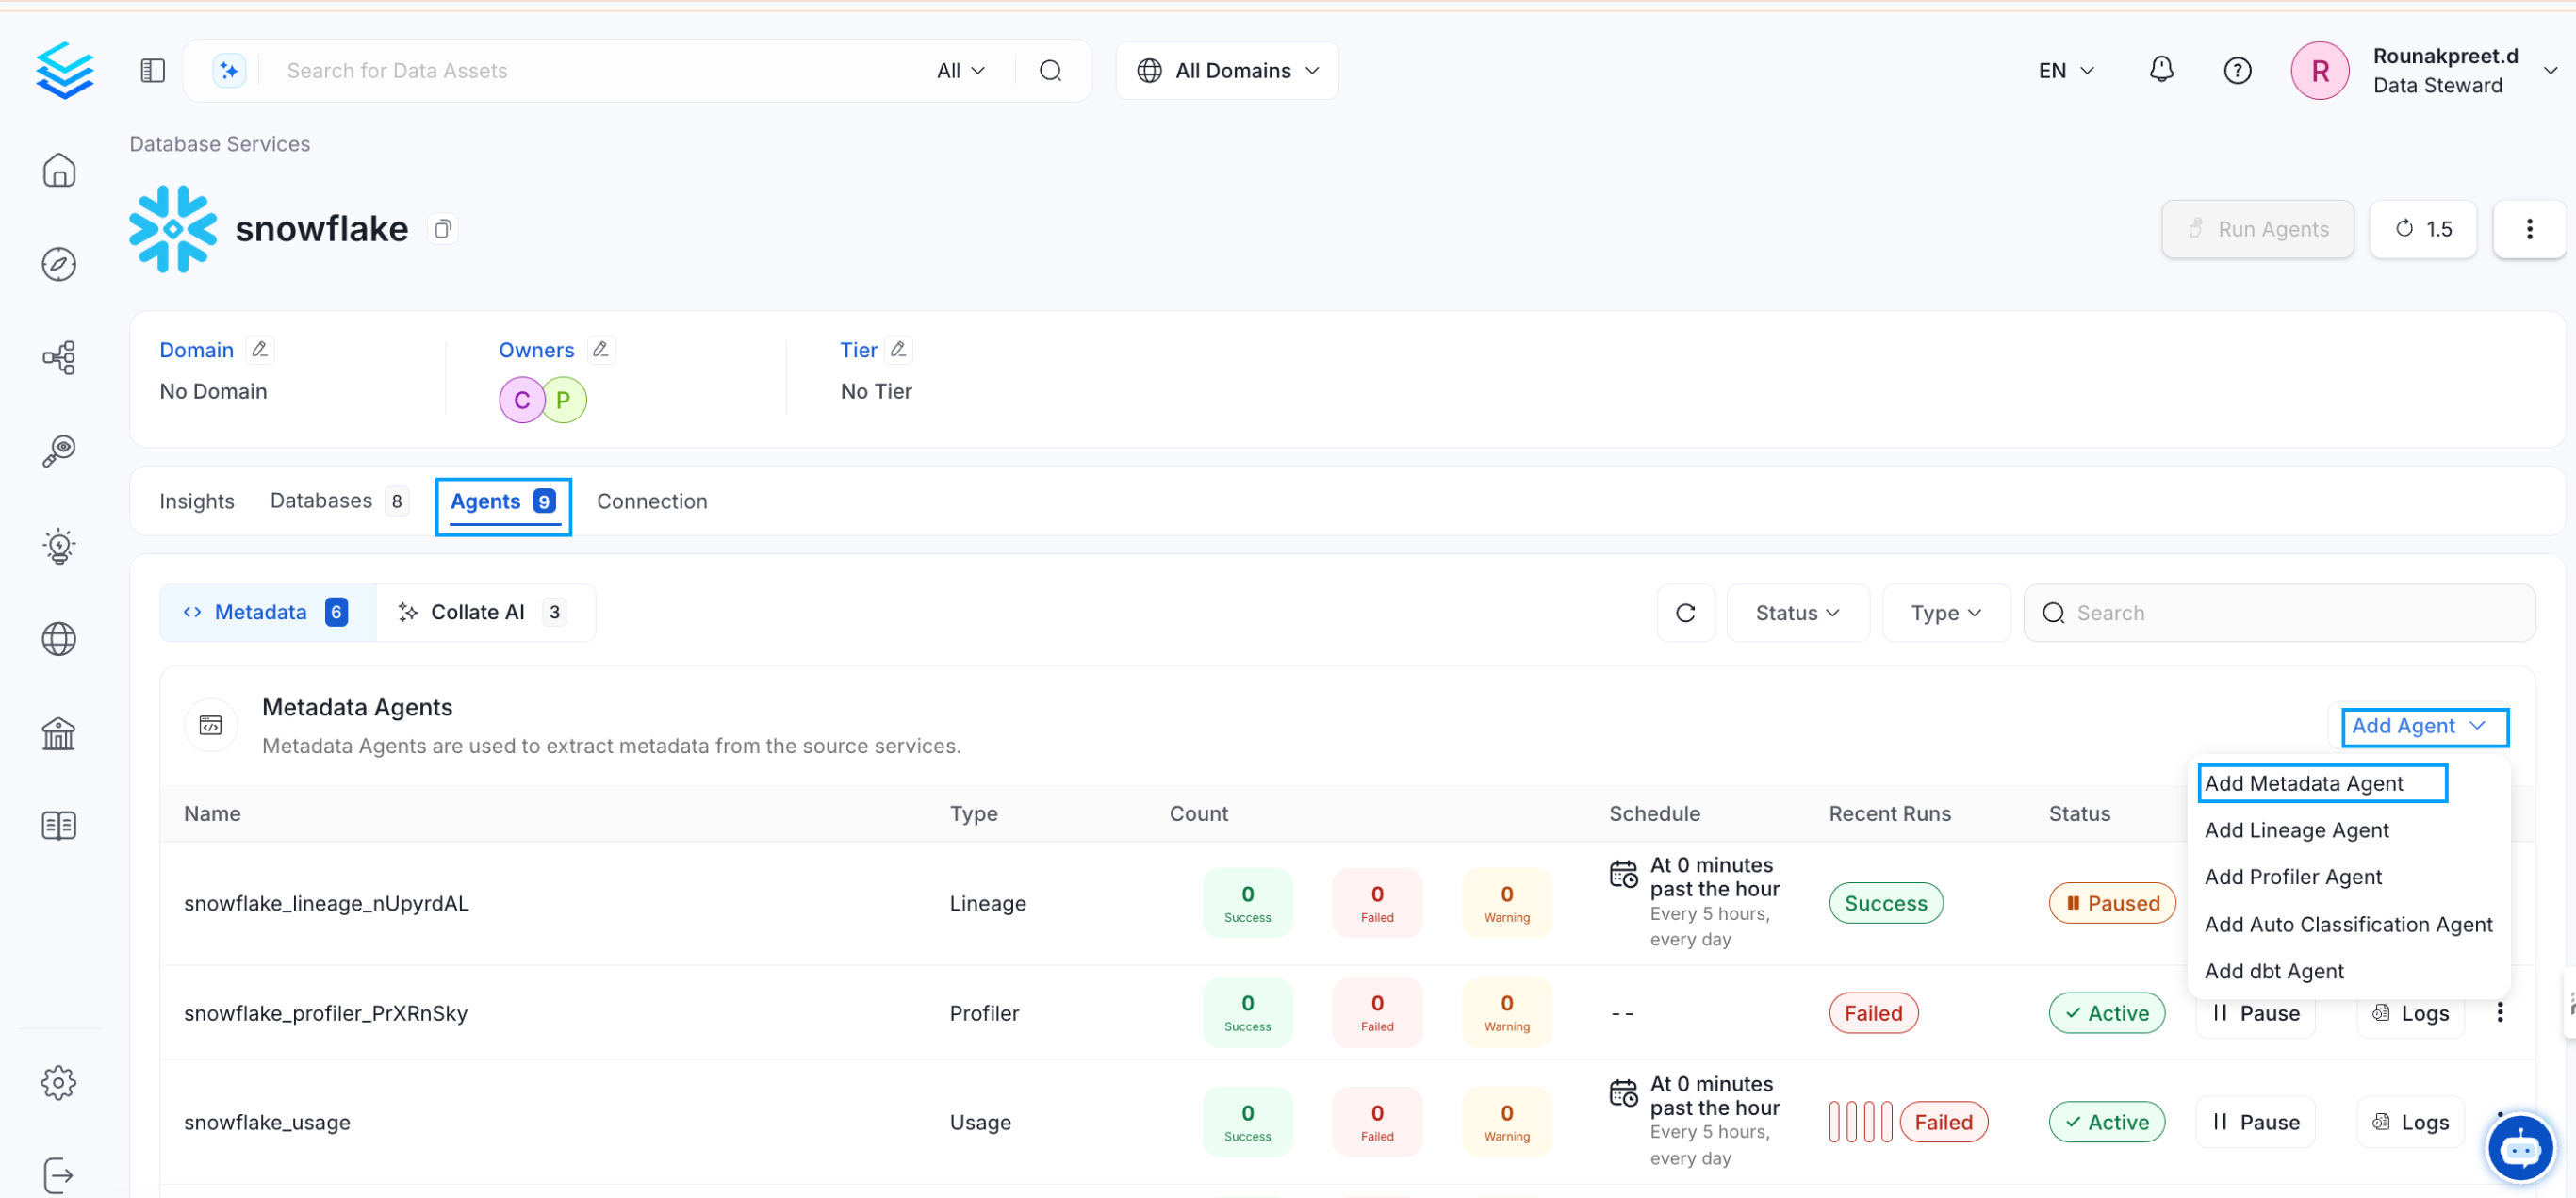 Search for Data Assets
All
All Domains
EN
R
Rounakpreet.d
Data Steward
Database Services
snowflake
Run Agents
1.5
Domain
Owners
Tier
No Domain
C
P
No Tier
Insights
Databases 8
Agents 9
Connection
Metadata 6
Collate AI 3
Status
Type
Search
Metadata Agents
Metadata Agents are used to extract metadata from the source services.
Add Agent
Add Metadata Agent
Add Lineage Agent
Add Profiler Agent
Add Auto Classification Agent
Add dbt Agent
Name
Type
Count
Schedule
Recent Runs
Status
snowflake_lineage_nUpyrdAL
Lineage
0
Success
0
Failed
0
Warning
At 0 minutes
past the hour
Every 5 hours,
every day
Success
Paused
snowflake_profiler_PrXRnSky
Profiler
0
Success
0
Failed
0
Warning
--
Failed
Active
Pause
Logs
snowflake_usage
Usage
0
Success
0
Failed
0
Warning
At 0 minutes
past the hour
Every 5 hours,
every day
Failed
Active
Pause
Logs